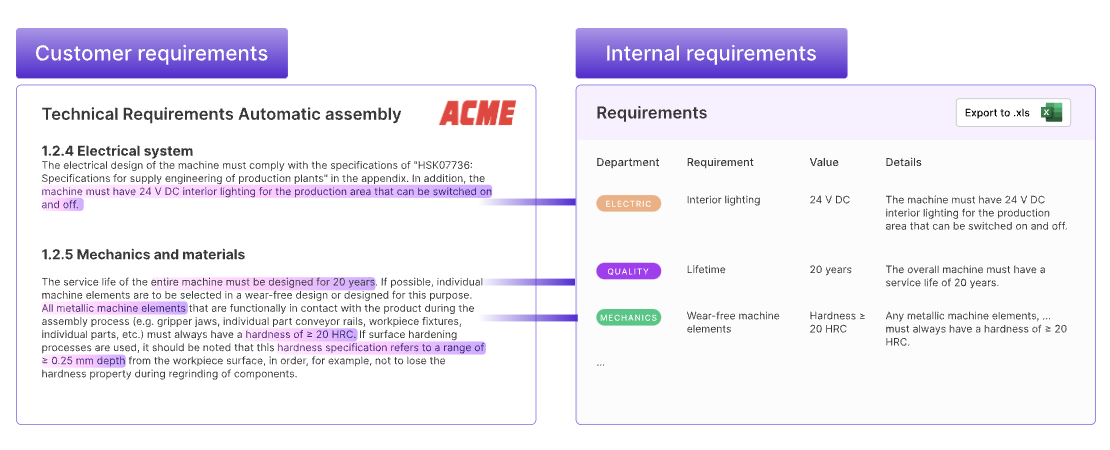 Customer requirements
Technical Requirements Automatic assembly
ACME
1.2.4 Electrical system
The electrical design of the machine must comply with the specifications of "HSK07736:
Specifications for supply engineering of production plants" in the appendix. In addition, the
machine must have 24 V DC interior lighting for the production area that can be switched on
and off.
1.2.5 Mechanics and materials
The service life of the entire machine must be designed for 20 years. If possible, individual
machine elements are to be selected in a wear-free design or designed for this purpose.
All metallic machine elements that are functionally in contact with the product during the
assembly process (e.g. gripper jaws, individual part conveyor rails, workpiece fixtures,
individual parts, etc.) must always have a hardness of ≥ 20 HRC. If surface hardening
processes are used, it should be noted that this hardness specification refers to a range of
≥ 0.25 mm depth from the workpiece surface, in order, for example, not to lose the
hardness property during regrinding of components.
Internal requirements
Requirements
Export to .xls
Department Requirement Value Details
ELECTRIC Interior lighting 24 V DC The machine must have 24 V DC
interior lighting for the production
area that can be switched on and off.
QUALITY Lifetime 20 years The overall machine must have a
service life of 20 years.
MECHANICS Wear-free machine Hardness ≥ Any metallic machine elements, ...
elements 20 HRC must always have a hardness of ≥ 20
HRC.
...